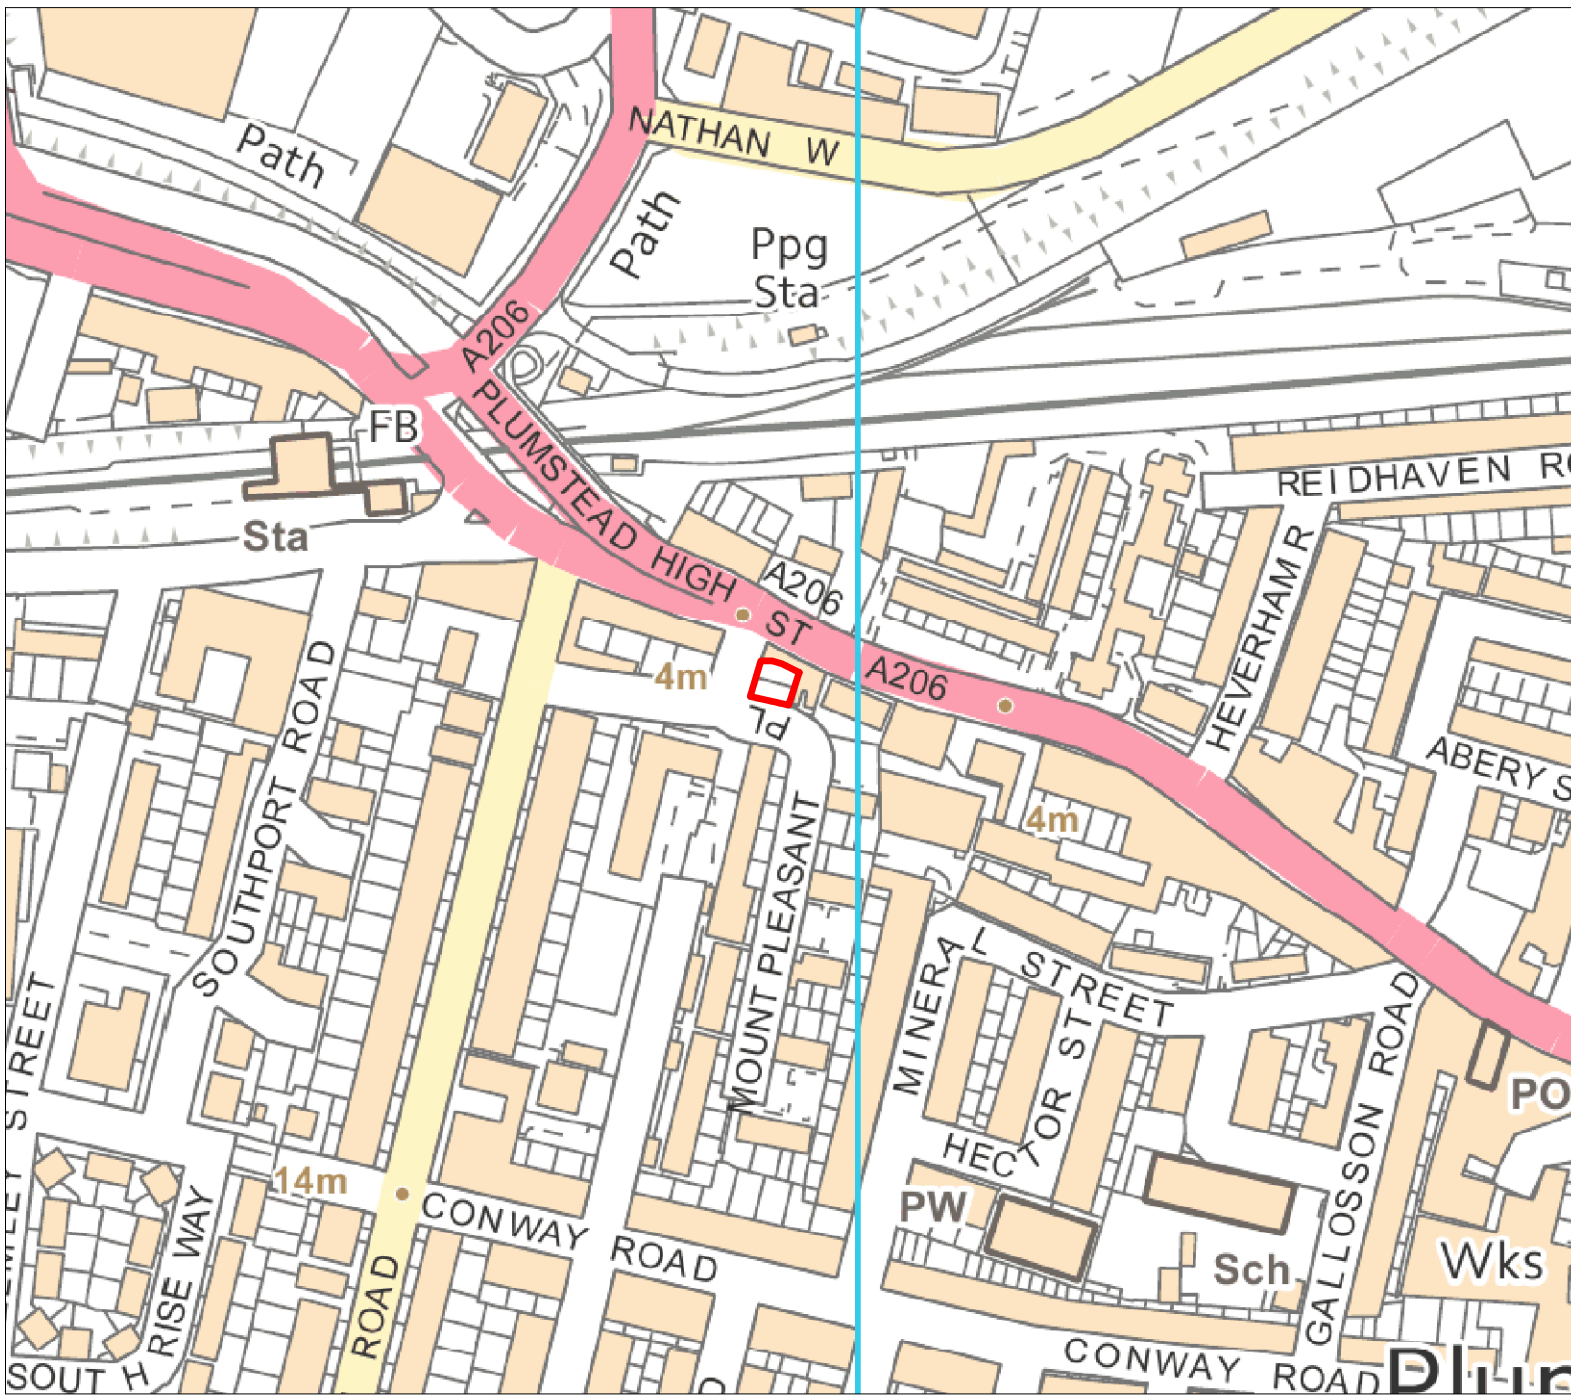 NATHAN W
Path
Path
Ppg
Sta
A206
PLUMSTEAD HIGH ST
FB
REIDHAVEN RO
Sta
A206
HEVERHAM R
4m
A206
PL
ABERY S
SOUTHPORT ROAD
4m
MOUNT PLEASANT
MINERAL STREET
STREET
HECTOR ST
GALLOSSON ROAD
PO
14m
CONWAY ROAD
PW
RISE WAY
Sch
Wks
ROAD
CONWAY ROAD
SOUTH
Plum